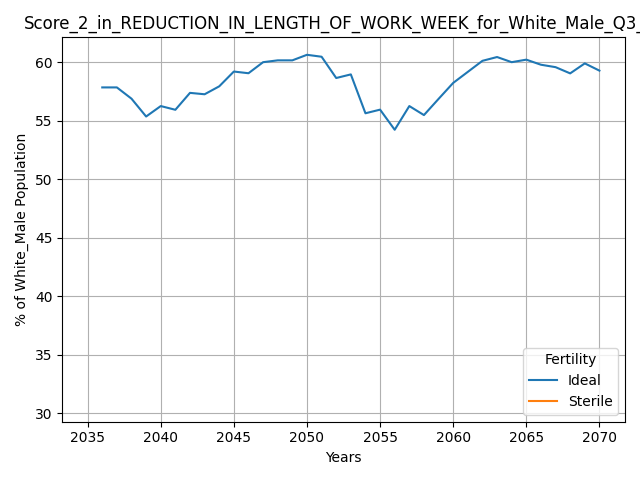 Score_2_in_REDUCTION_IN_LENGTH_OF_WORK_WEEK_for_White_Male_Q3_
% of White_Male Population
60
55
50
45
40
35
30
Fertility
Ideal
Sterile
2035 2040 2045 2050 2055 2060 2065 2070
Years